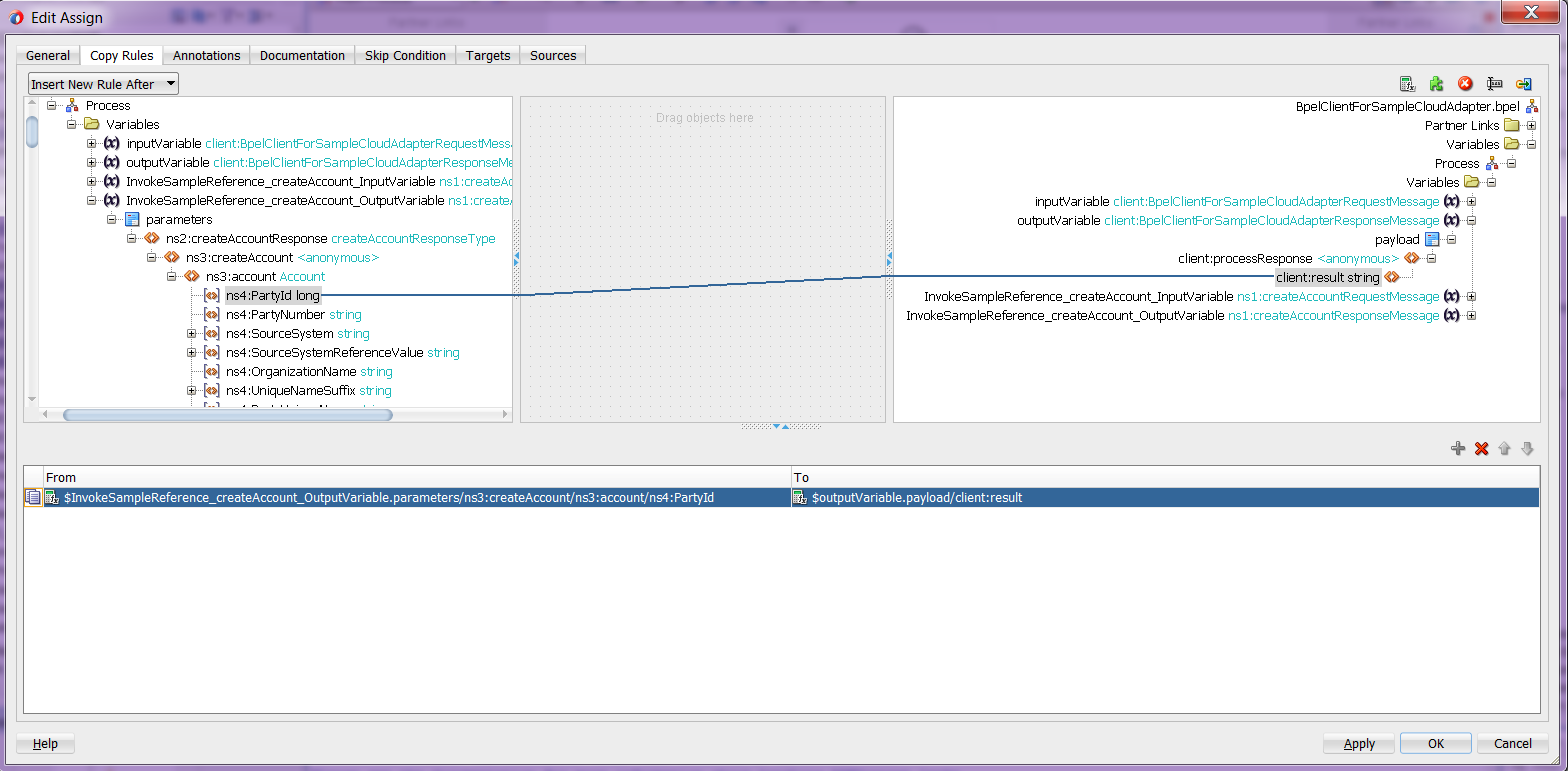 Edit Assign
General Copy Rules Annotations Documentation Skip Condition Targets Sources
Insert New Rule After
Process
Variables
inputVariable client:BpelClientForSampleCloudAdapterRequestMessa
outputVariable client:BpelClientForSampleCloudAdapterResponseMe
InvokeSampleReference_createAccount_InputVariable ns1:createAc
InvokeSampleReference_createAccount_OutputVariable ns1:create
parameters
ns2:createAccountResponse createAccountResponseType
ns3:createAccount <anonymous>
ns3:account Account
ns4:PartyId long
ns4:PartyNumber string
ns4:SourceSystem string
ns4:SourceSystemReferenceValue string
ns4:OrganizationName string
ns4:UniqueNameSuffix string
Drag objects here
BpelClientForSampleCloudAdapter.bpel
Partner Links
Variables
Process
Variables
inputVariable client:BpelClientForSampleCloudAdapterRequestMessage
outputVariable client:BpelClientForSampleCloudAdapterResponseMessage
payload
client:processResponse <anonymous>
client:result string
InvokeSampleReference_createAccount_InputVariable ns1:createAccountRequestMessage
InvokeSampleReference_createAccount_OutputVariable ns1:createAccountResponseMessage
From To
$InvokeSampleReference_createAccount_OutputVariable.parameters/ns3:createAccount/ns3:account/ns4:PartyId $outputVariable.payload/client:result
Help Apply OK Cancel